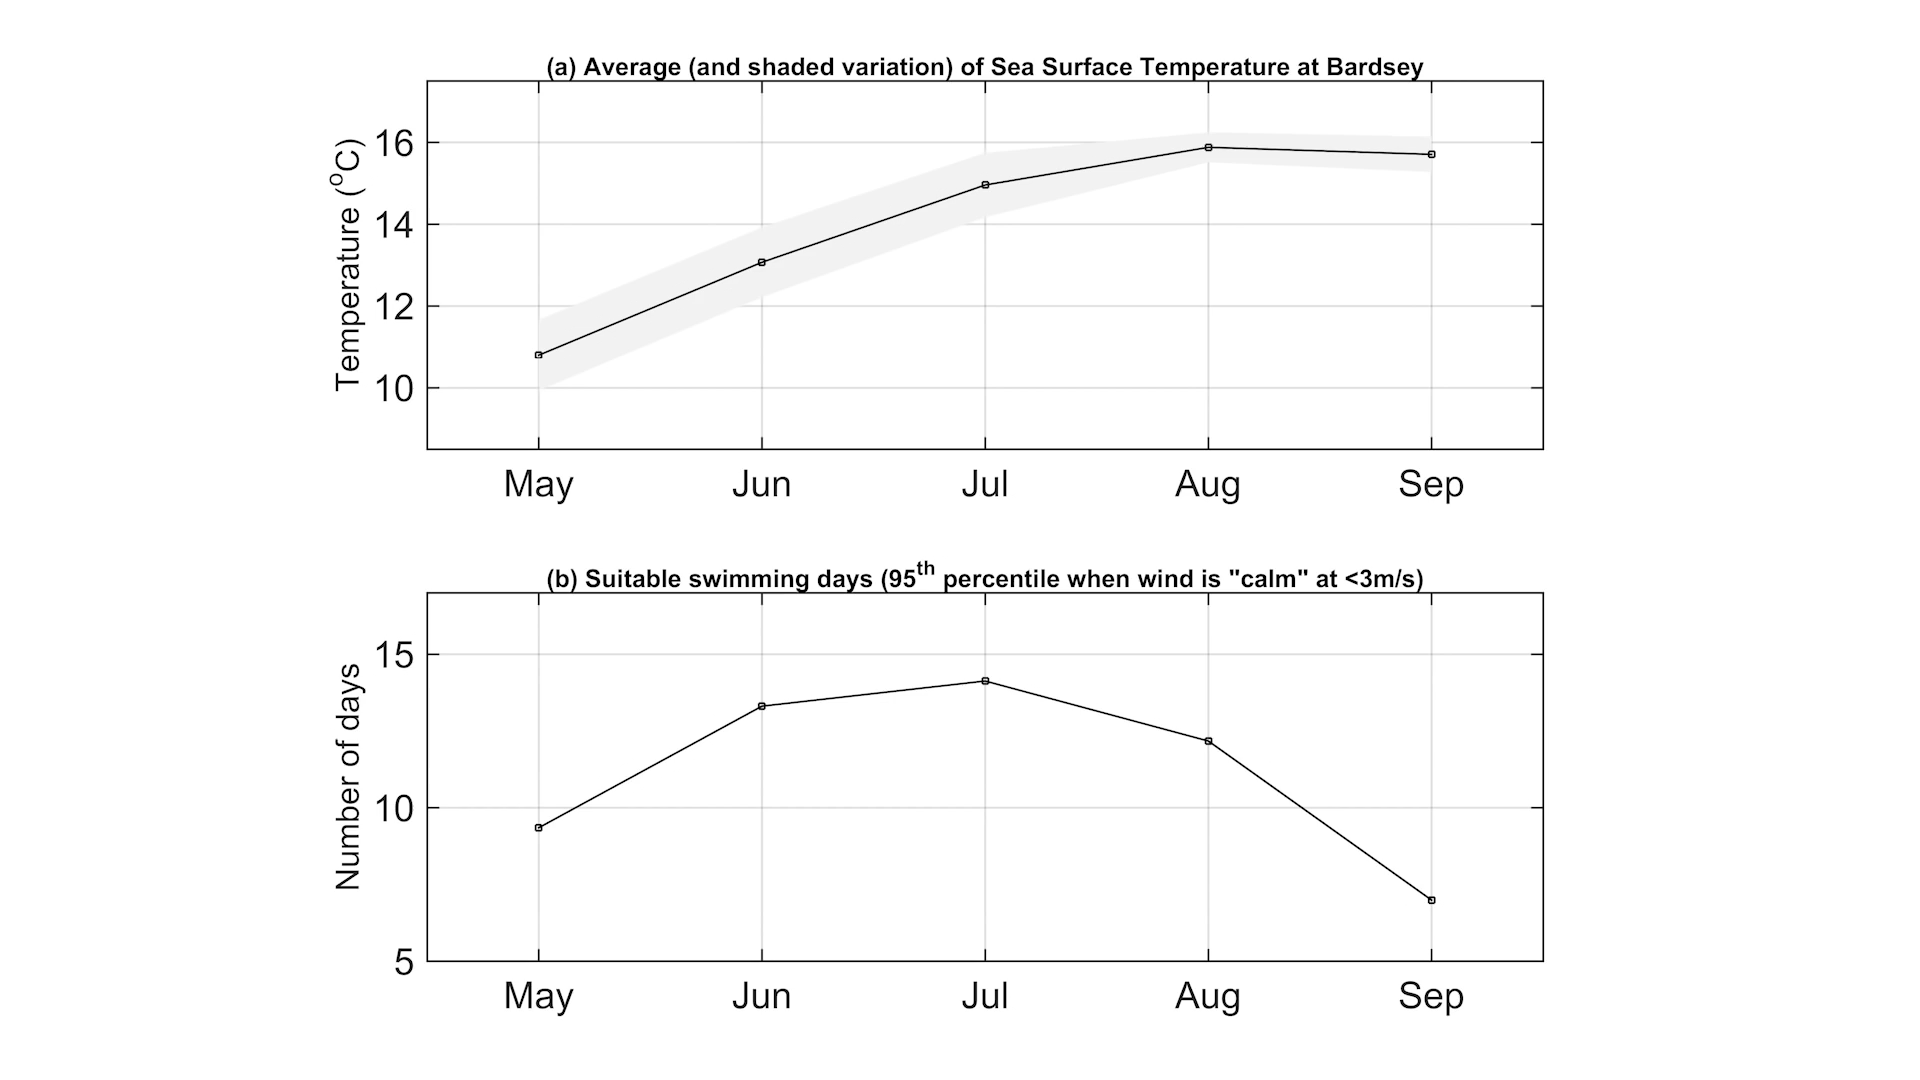 (a) Average (and shaded variation) of Sea Surface Temperature at Bardsey
Temperature (°C)
16
14
12
10
May Jun Jul Aug Sep
(b) Suitable swimming days (95th percentile when wind is "calm" at <3m/s)
Number of days
15
10
5
May Jun Jul Aug Sep